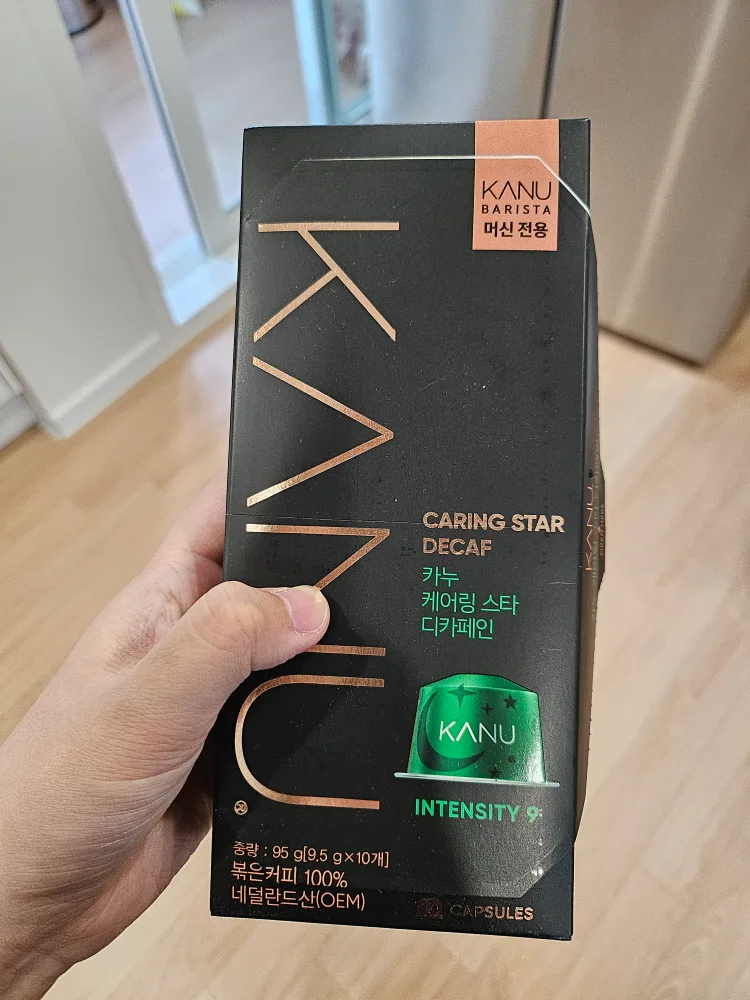 KANU
BARISTA
머신 전용
KANU
CARING STAR
DECAF
카누
케어링 스타
디카페인
KANU
INTENSITY 9
중량 : 95 g[9.5 g×10개]
볶은커피 100%
네덜란드산(OEM)
10 CAPSULES
KANU